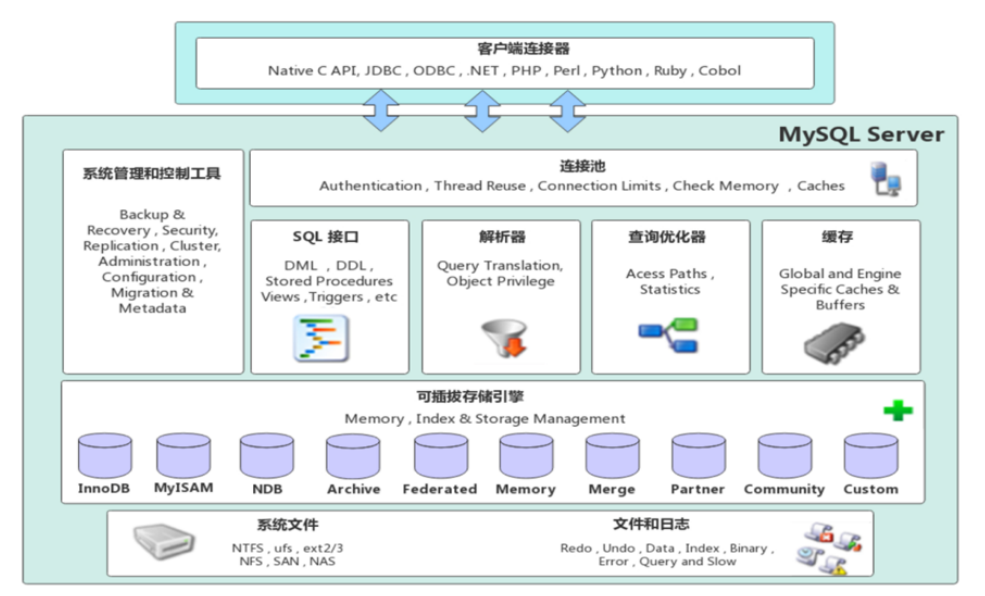 客户端连接器
Native C API, JDBC , ODBC , .NET , PHP , Perl , Python , Ruby , Cobol
MySQL Server
系统管理和控制工具
Backup &
Recovery , Security,
Replication , Cluster,
Administration ,
Configuration ,
Migration &
Metadata
连接池
Authentication , Thread Reuse , Connection Limits , Check Memory , Caches
SQL 接口
DML , DDL ,
Stored Procedures
Views ,Triggers , etc
解析器
Query Translation,
Object Privilege
查询优化器
Acess Paths ,
Statistics
缓存
Global and Engine
Specific Caches &
Buffers
可插拔存储引擎
Memory , Index & Storage Management
InnoDB
MyISAM
NDB
Archive
Federated
Memory
Merge
Partner
Community
Custom
系统文件
NTFS , ufs , ext2/3
NFS , SAN , NAS
文件和日志
Redo , Undo , Data , Index , Binary ,
Error , Query and Slow